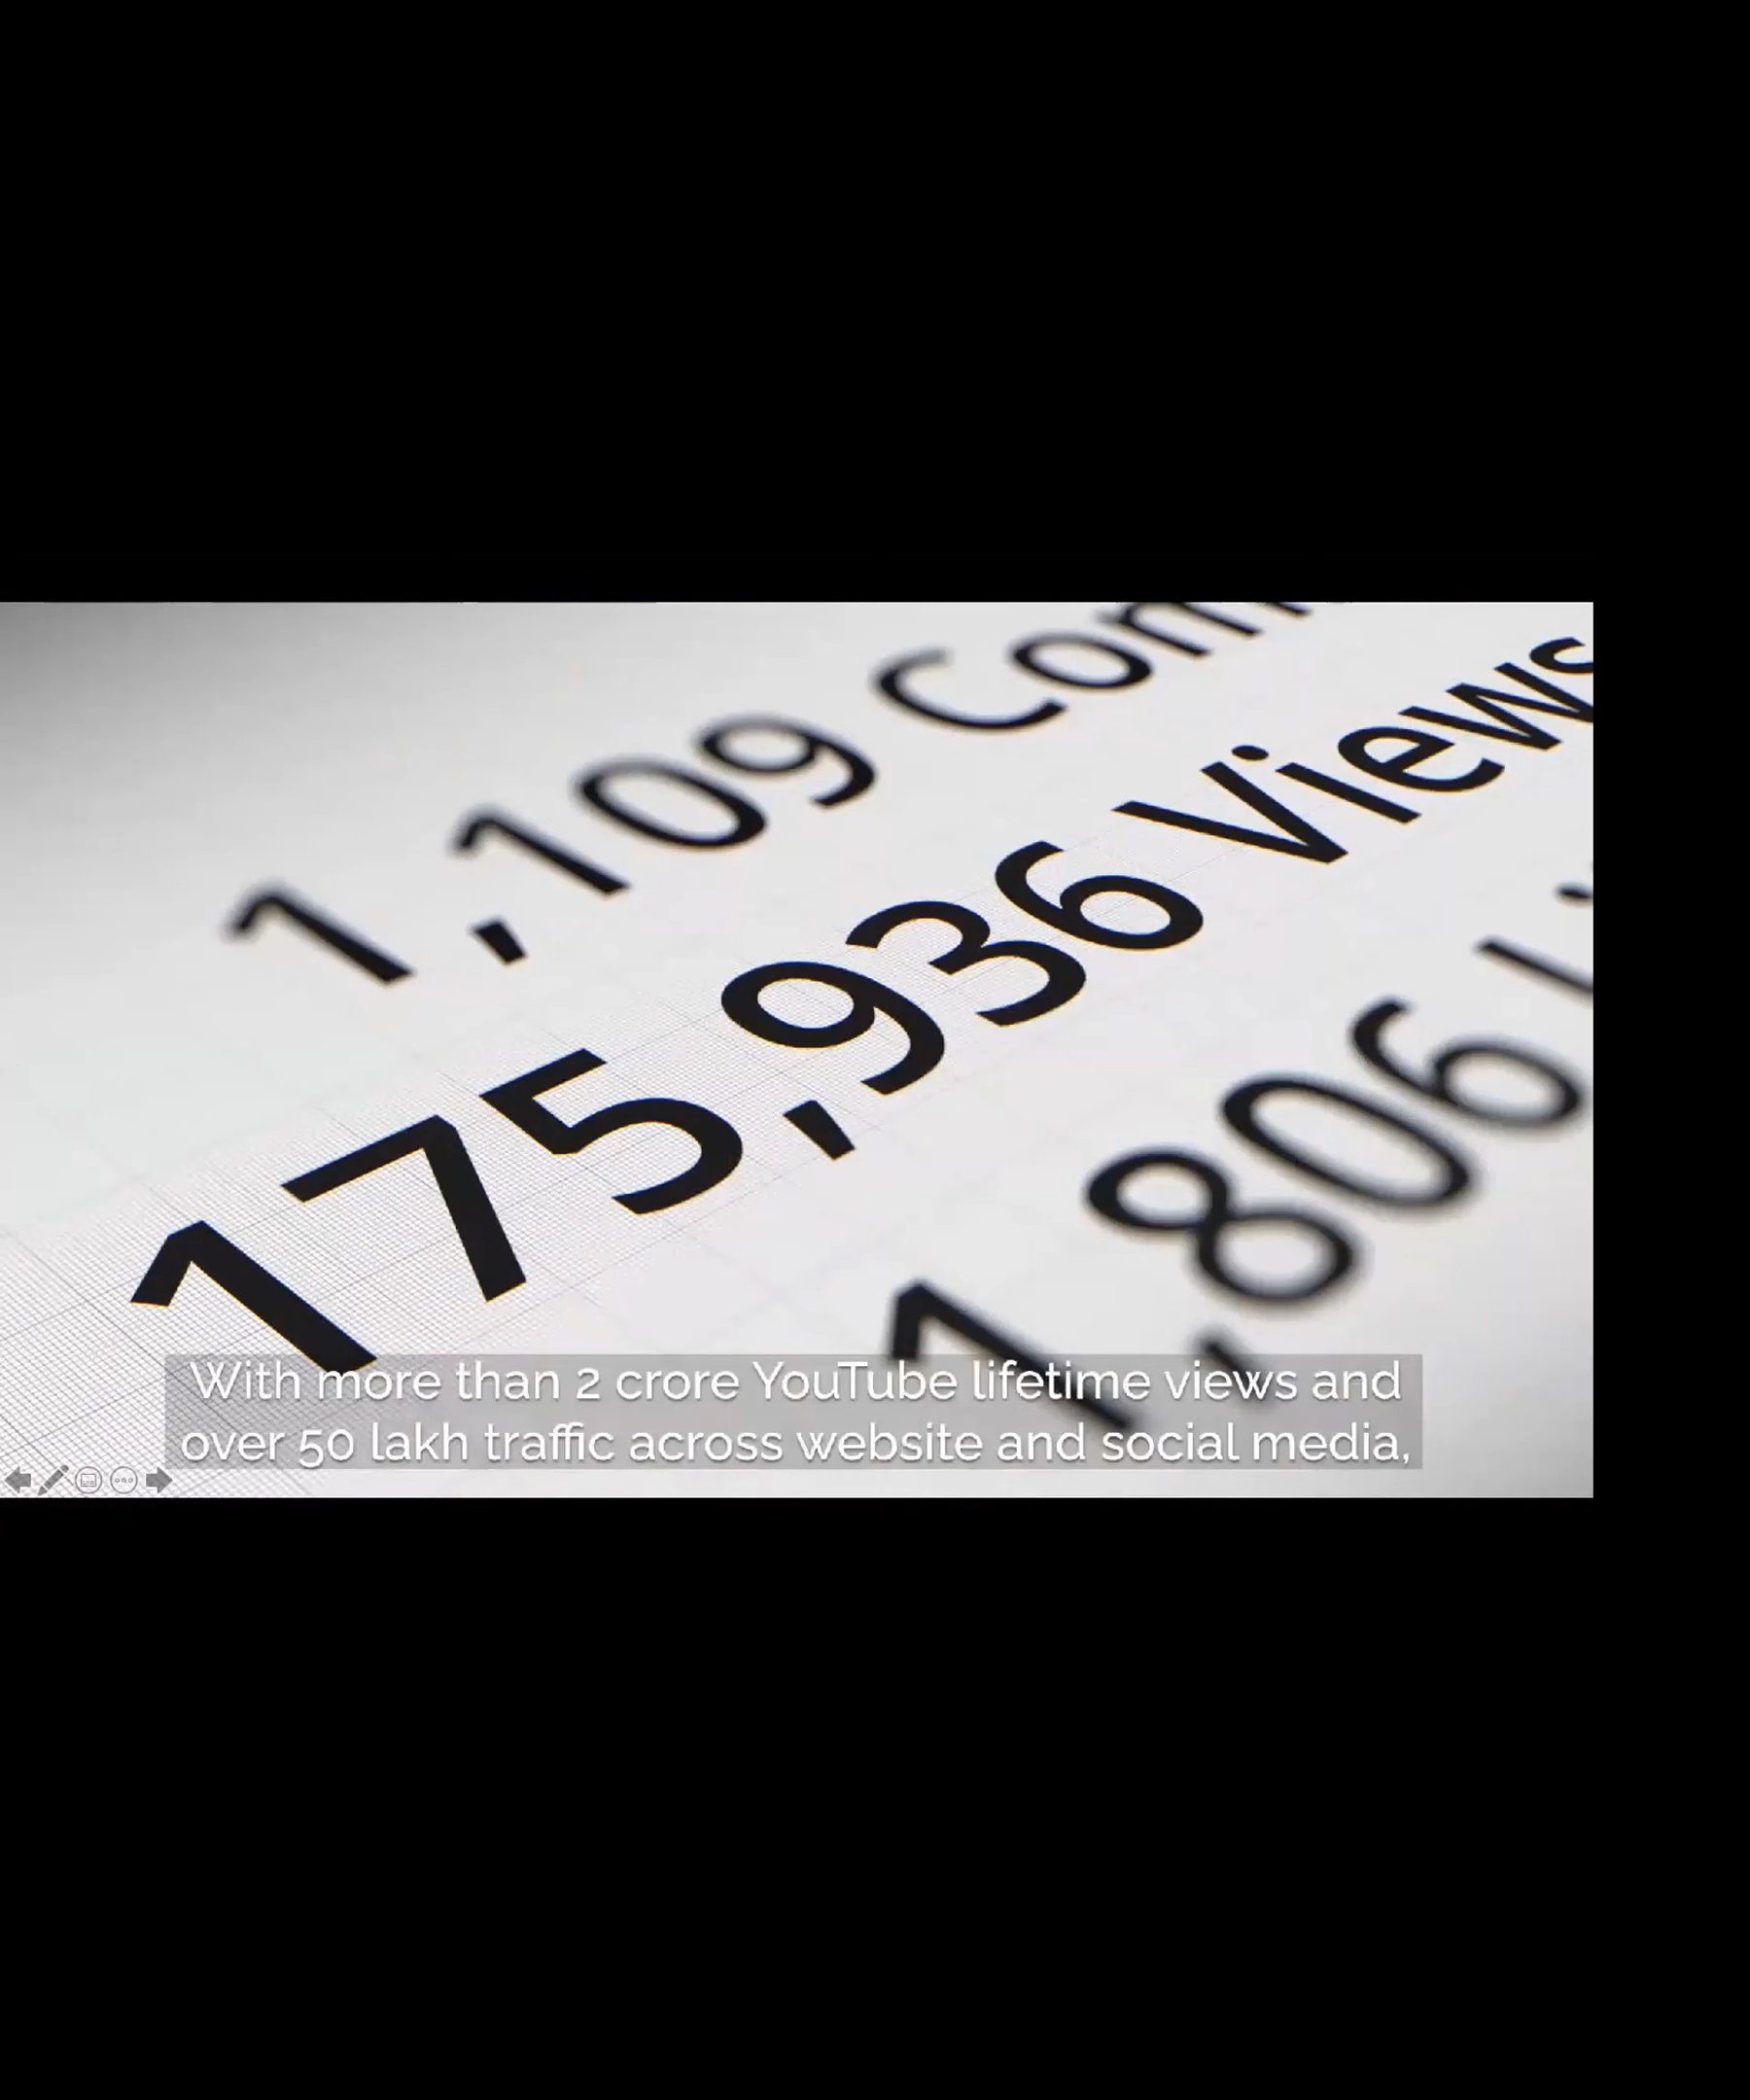 1,109
175,936 Views
1,806
With more than 2 crore YouTube lifetime views and
over 50 lakh traffic across website and social media,